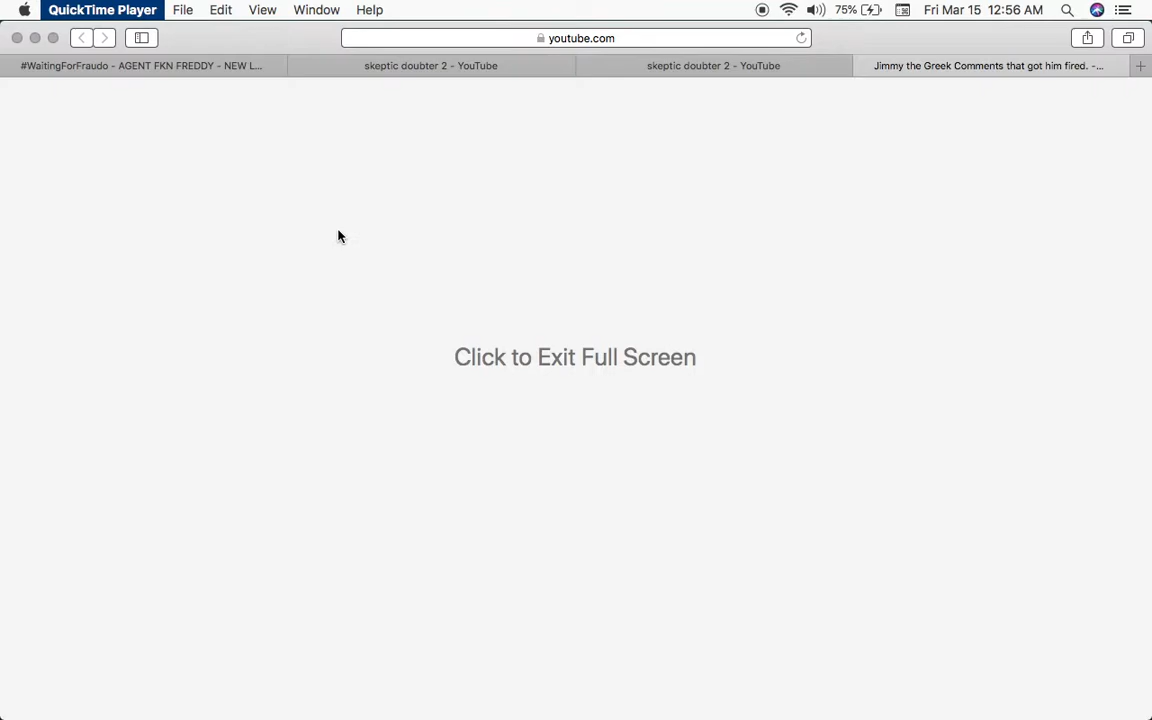 QuickTime Player File Edit View Window Help 75% Fri Mar 15 12:56 AM
youtube.com
#WaitingForFraudo - AGENT FKN FREDDY - NEW L... skeptic doubter 2 - YouTube skeptic doubter 2 - YouTube Jimmy the Greek Comments that got him fired. -...
Click to Exit Full Screen